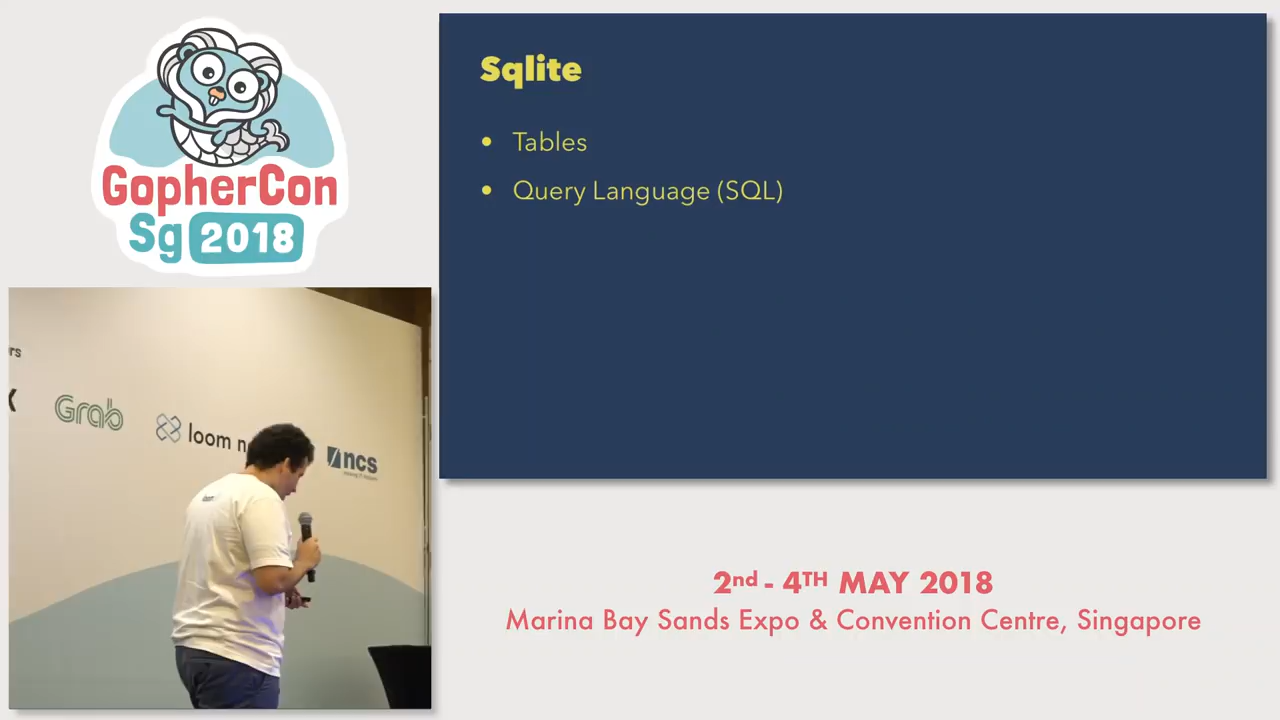 GopherCon
Sg 2018
Sqlite
• Tables
• Query Language (SQL)
rs
Grab
loom n
ncs
2nd - 4TH MAY 2018
Marina Bay Sands Expo & Convention Centre, Singapore